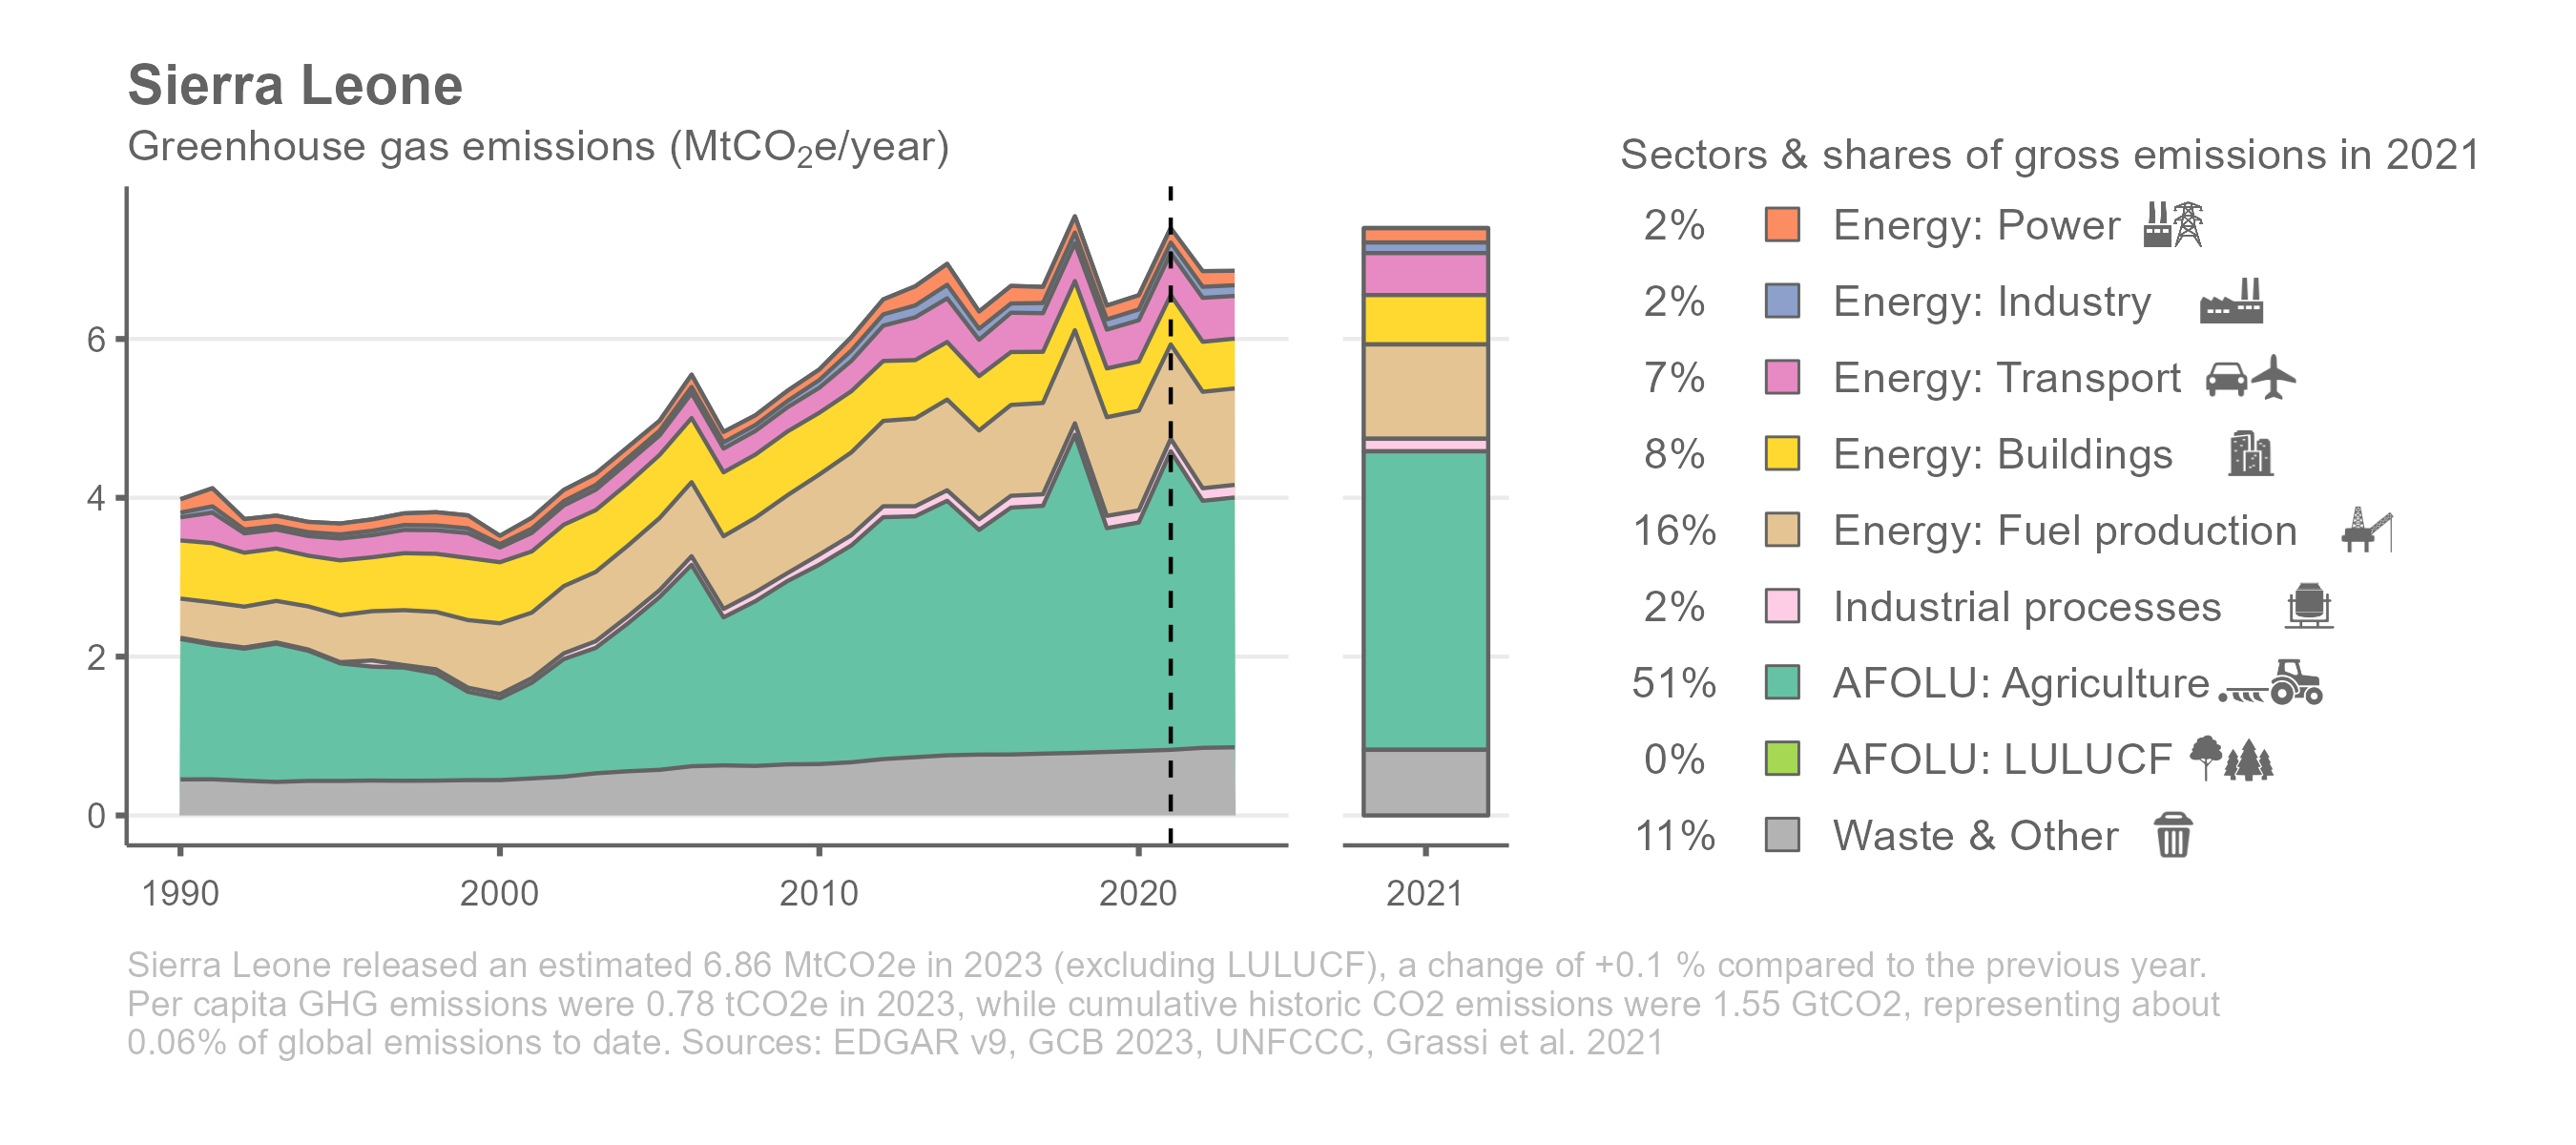 Sierra Leone
Greenhouse gas emissions (MtCO₂e/year)
6
4
2
0
1990
2000
2010
2020
2021
Sectors & shares of gross emissions in 2021
2% Energy: Power
2% Energy: Industry
7% Energy: Transport
8% Energy: Buildings
16% Energy: Fuel production
2% Industrial processes
51% AFOLU: Agriculture
0% AFOLU: LULUCF
11% Waste & Other
Sierra Leone released an estimated 6.86 MtCO2e in 2023 (excluding LULUCF), a change of +0.1 % compared to the previous year.
Per capita GHG emissions were 0.78 tCO2e in 2023, while cumulative historic CO2 emissions were 1.55 GtCO2, representing about
0.06% of global emissions to date. Sources: EDGAR v9, GCB 2023, UNFCCC, Grassi et al. 2021